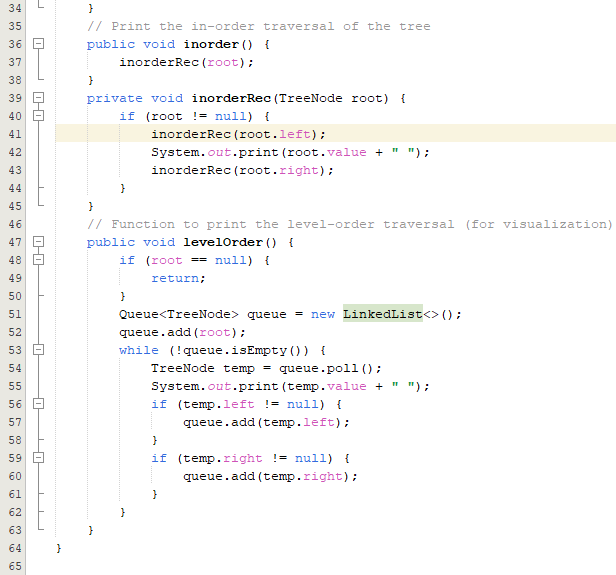 34         }
35         // Print the in-order traversal of the tree
36         public void inorder() {
37             inorderRec(root);
38         }
39         private void inorderRec(TreeNode root) {
40             if (root != null) {
41                 inorderRec(root.left);
42                 System.out.print(root.value + " ");
43                 inorderRec(root.right);
44             }
45         }
46         // Function to print the level-order traversal (for visualization)
47         public void levelOrder() {
48             if (root == null) {
49                 return;
50             }
51             Queue<TreeNode> queue = new LinkedList<>();
52             queue.add(root);
53             while (!queue.isEmpty()) {
54                 TreeNode temp = queue.poll();
55                 System.out.print(temp.value + " ");
56                 if (temp.left != null) {
57                     queue.add(temp.left);
58                 }
59                 if (temp.right != null) {
60                     queue.add(temp.right);
61                 }
62             }
63         }
64     }
65